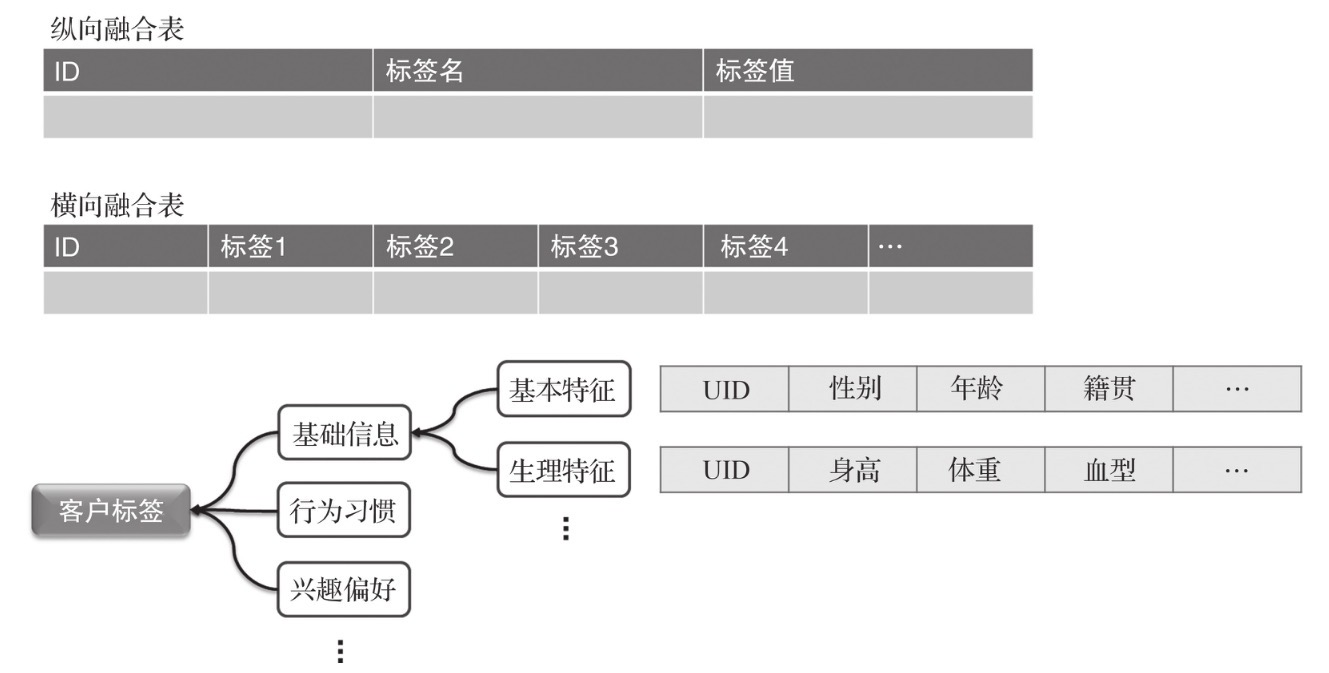 纵向融合表
ID 标签名 标签值
横向融合表
ID 标签1 标签2 标签3 标签4 …
基本特征 UID 性别 年龄 籍贯 …
基础信息
生理特征 UID 身高 体重 血型 …
客户标签 行为习惯
兴趣偏好